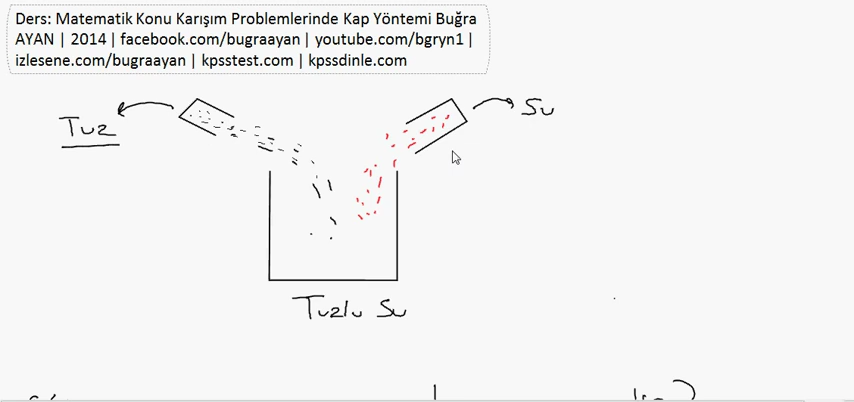 Ders: Matematik Konu Karışım Problemlerinde Kap Yöntemi Buğra
AYAN | 2014 | facebook.com/bugraayan | youtube.com/bgryn1 |
izlesene.com/bugraayan | kpsstest.com | kpssdinle.com
Tuz
Su
Tuzlu Su